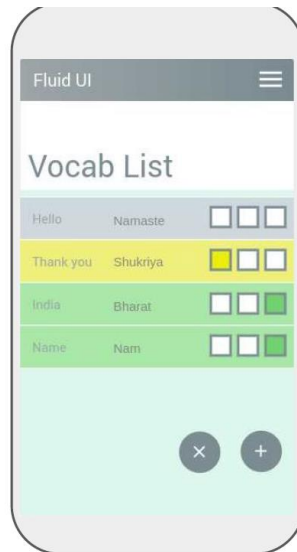 Fluid UI
Vocab List
Hello Namaste
Thank you Shukriya
India Bharat
Name Nam
× +